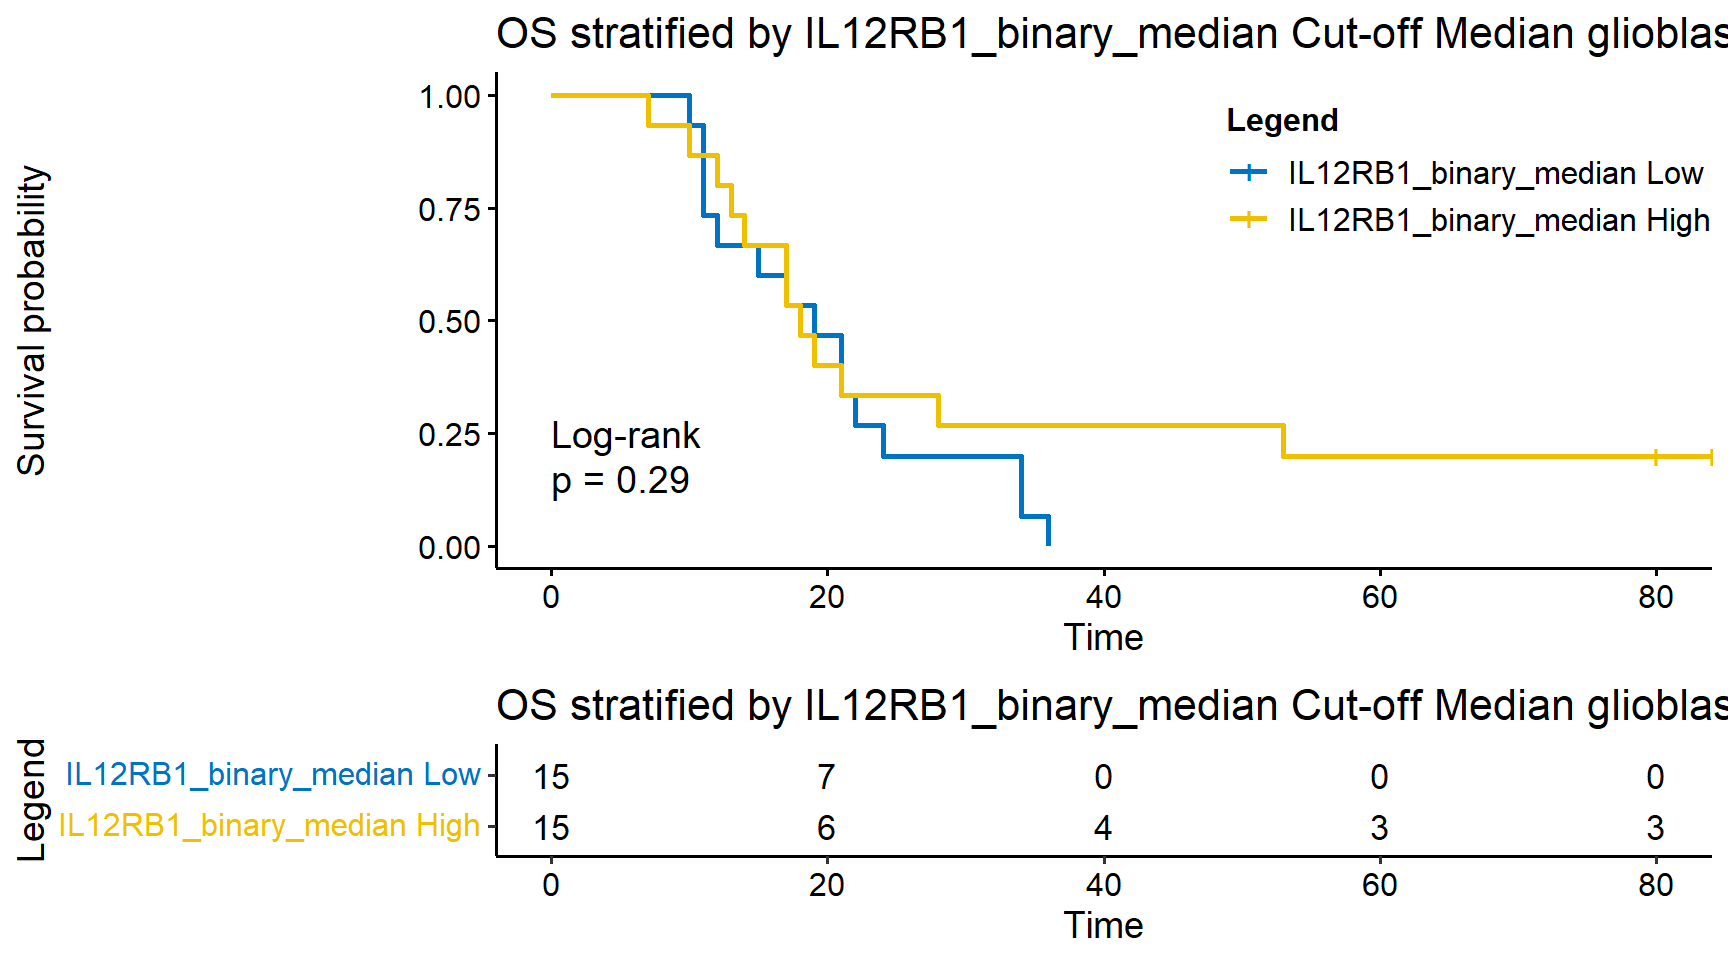 OS stratified by IL12RB1_binary_median Cut-off Median glioblas
Survival probability
1.00
0.75
0.50
0.25
0.00
Legend
IL12RB1_binary_median Low
IL12RB1_binary_median High
Log-rank
p = 0.29
0 20 40 60 80
Time
OS stratified by IL12RB1_binary_median Cut-off Median glioblas
Legend
IL12RB1_binary_median Low 15 7 0 0 0
IL12RB1_binary_median High 15 6 4 3 3
0 20 40 60 80
Time